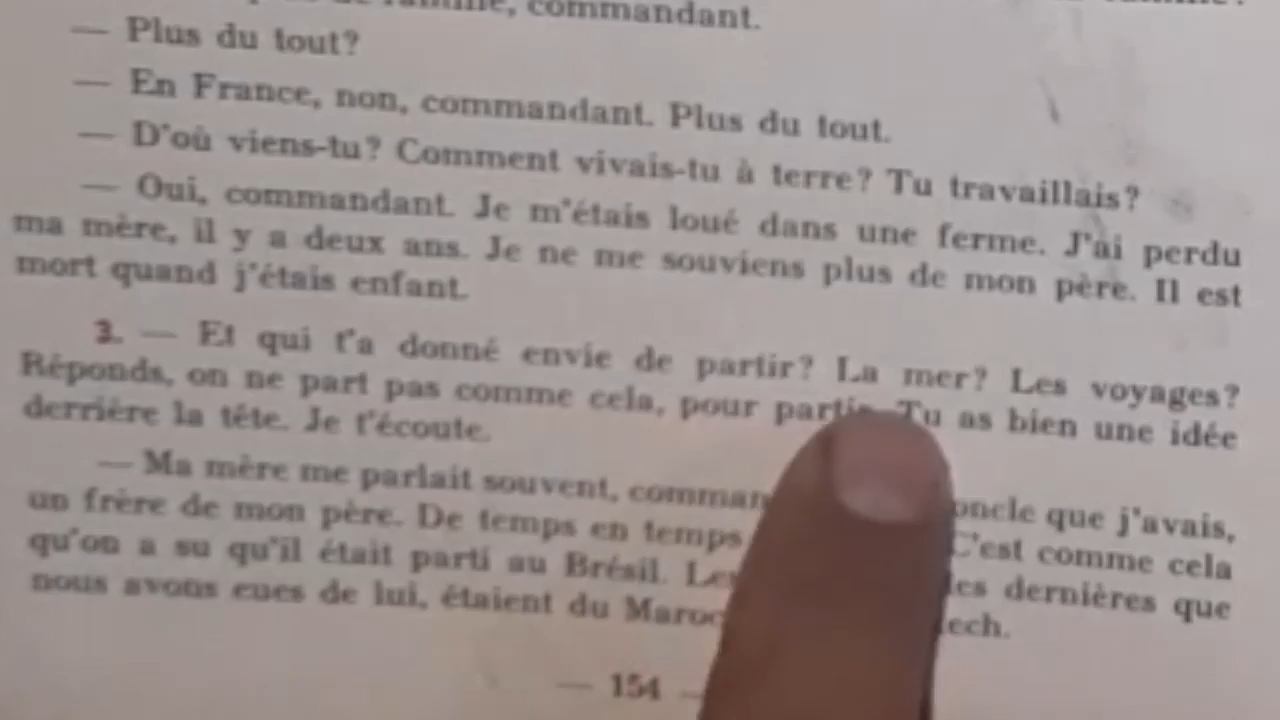 commandant.
— Plus du tout?
— En France, non, commandant. Plus du tout.
— D'où viens-tu? Comment vivais-tu à terre? Tu travaillais?
— Oui, commandant. Je m'étais loué dans une ferme. J'ai perdu
ma mère, il y a deux ans. Je ne me souviens plus de mon père. Il est
mort quand j'étais enfant.
3. — Et qui t'a donné envie de partir? La mer? Les voyages?
Réponds, on ne part pas comme cela, pour partir. Tu as bien une idée
derrière la tête. Je t'écoute.
— Ma mère me parlait souvent, oncle que j'avais,
un frère de mon père. De temps en temps C'est comme cela
qu'on a su qu'il était parti au Brésil. dernières que
nous avons eues de lui, étaient du
— 154 —